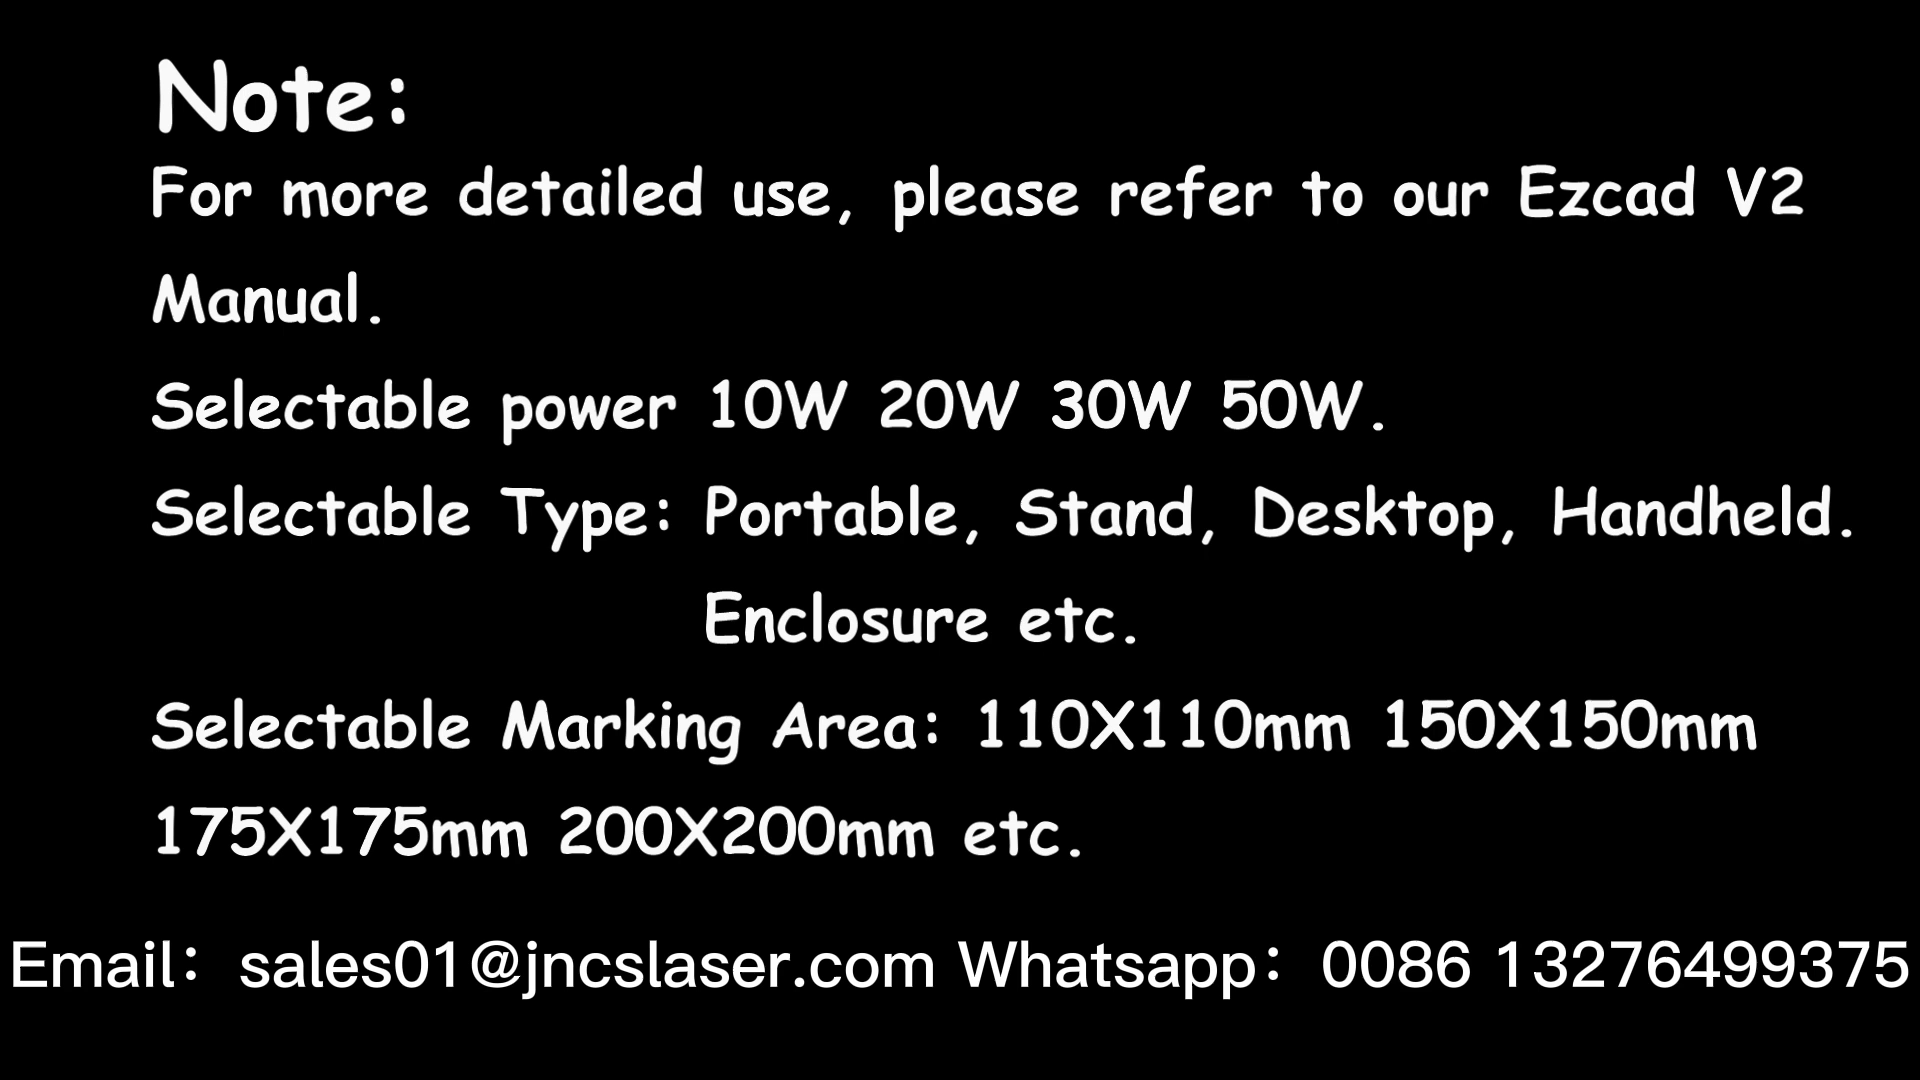 Note:
For more detailed use, please refer to our Ezcad V2
Manual.
Selectable power 10W 20W 30W 50W.
Selectable Type: Portable, Stand, Desktop, Handheld.
Enclosure etc.
Selectable Marking Area: 110X110mm 150X150mm
175X175mm 200X200mm etc.
Email：sales01@jncslaser.com Whatsapp：0086 13276499375